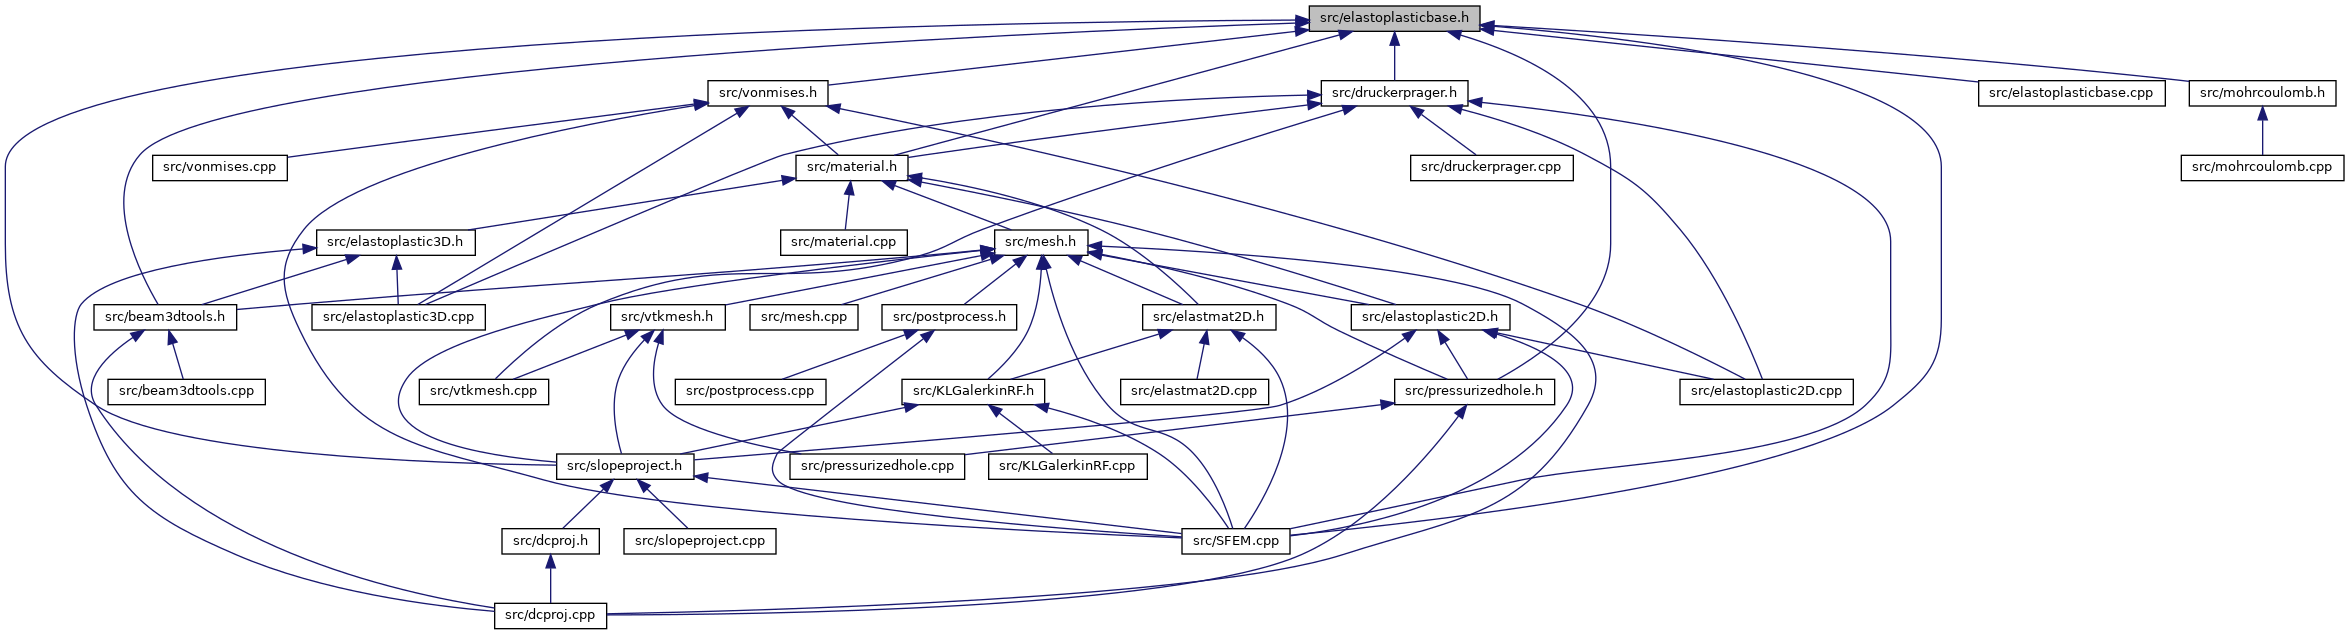 src/elastoplasticbase.h
src/vonmises.h
src/druckerprager.h
src/elastoplasticbase.cpp
src/mohrcoulomb.h
src/vonmises.cpp
src/material.h
src/druckerprager.cpp
src/mohrcoulomb.cpp
src/elastoplastic3D.h
src/material.cpp
src/mesh.h
src/beam3dtools.h
src/elastoplastic3D.cpp
src/vtkmesh.h
src/mesh.cpp
src/postprocess.h
src/elastmat2D.h
src/elastoplastic2D.h
src/beam3dtools.cpp
src/vtkmesh.cpp
src/postprocess.cpp
src/KLGalerkinRF.h
src/elastmat2D.cpp
src/pressurizedhole.h
src/elastoplastic2D.cpp
src/slopeproject.h
src/pressurizedhole.cpp
src/KLGalerkinRF.cpp
src/dcproj.h
src/slopeproject.cpp
src/SFEM.cpp
src/dcproj.cpp